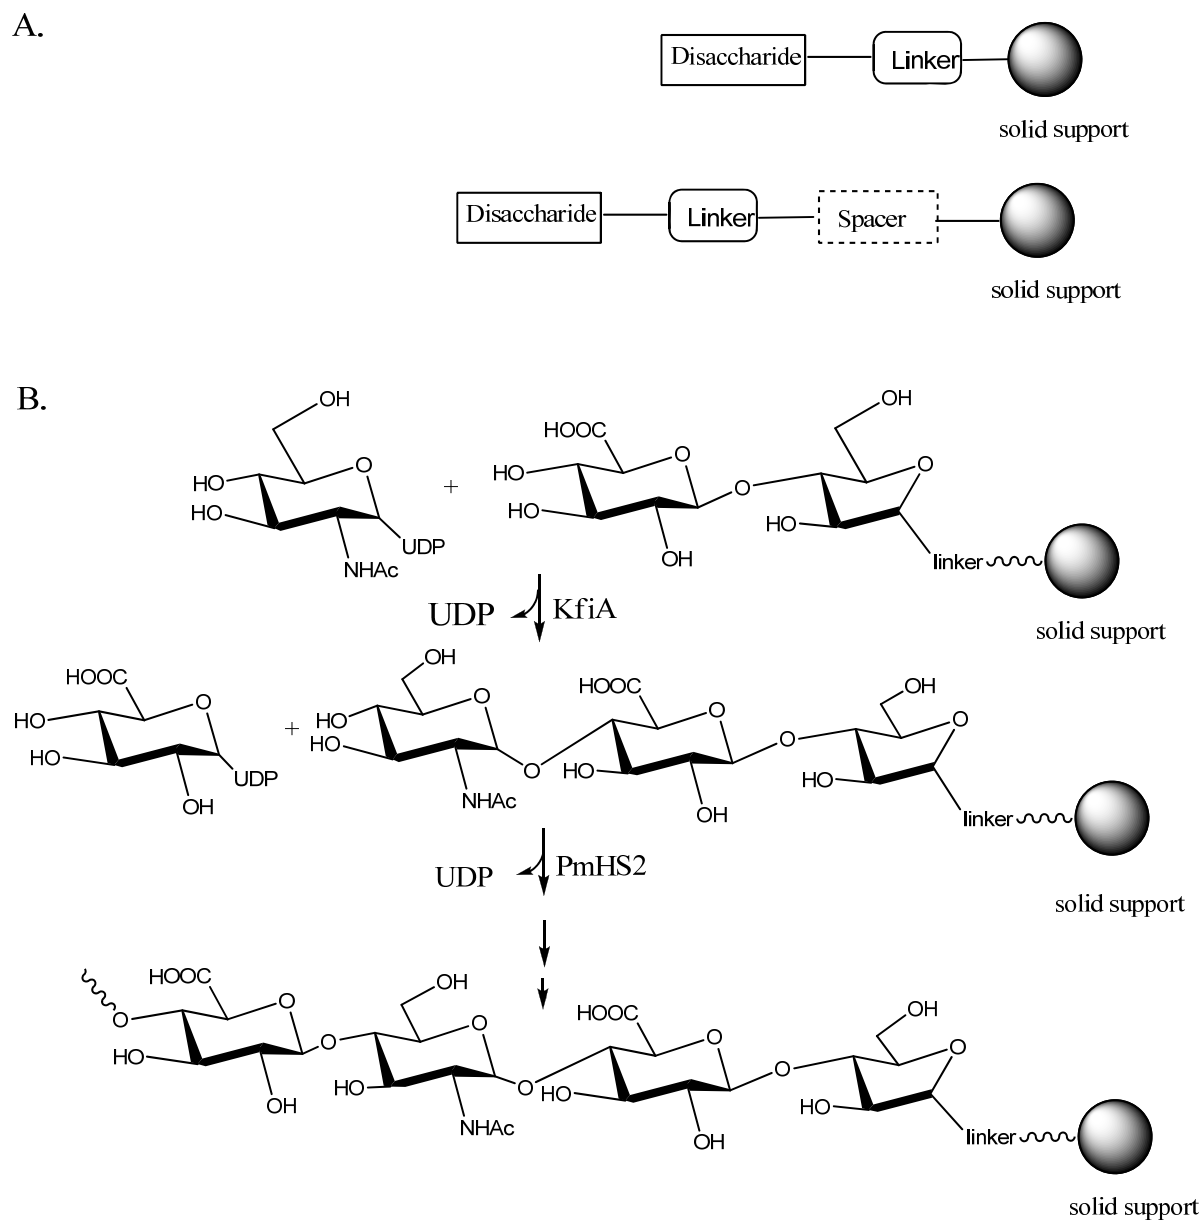 A.
Disaccharide
Linker
solid support
Disaccharide
Linker
Spacer
solid support
B.
OH
HO
O
HO
UDP
NHAc
+
HOOC
O
HO
HO
OH
O
OH
O
HO
linker
solid support
UDP
KfiA
HOOC
O
HO
HO
UDP
OH
+
OH
O
HO
HO
NHAc
O
HOOC
O
HO
OH
O
OH
O
HO
linker
solid support
UDP
PmHS2
O
HOOC
O
HO
OH
O
OH
O
HO
NHAc
O
HOOC
O
HO
OH
O
OH
O
HO
linker
solid support